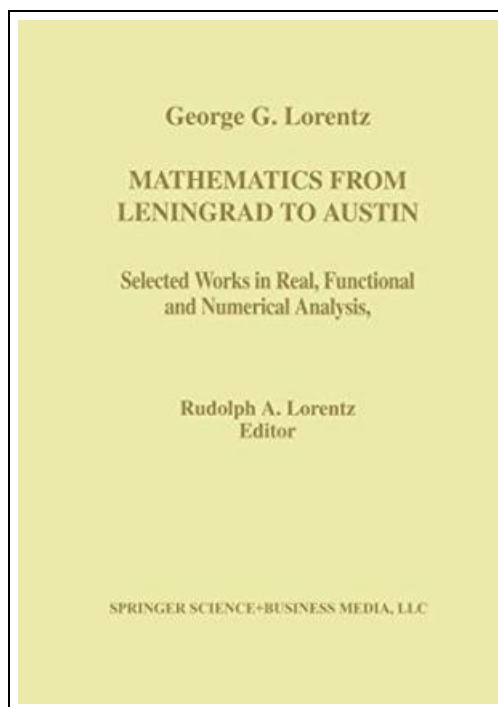 George G. Lorentz
MATHEMATICS FROM
LENINGRAD TO AUSTIN
Selected Works in Real, Functional
and Numerical Analysis,
Rudolph A. Lorentz
Editor
SPRINGER SCIENCE+BUSINESS MEDIA, LLC